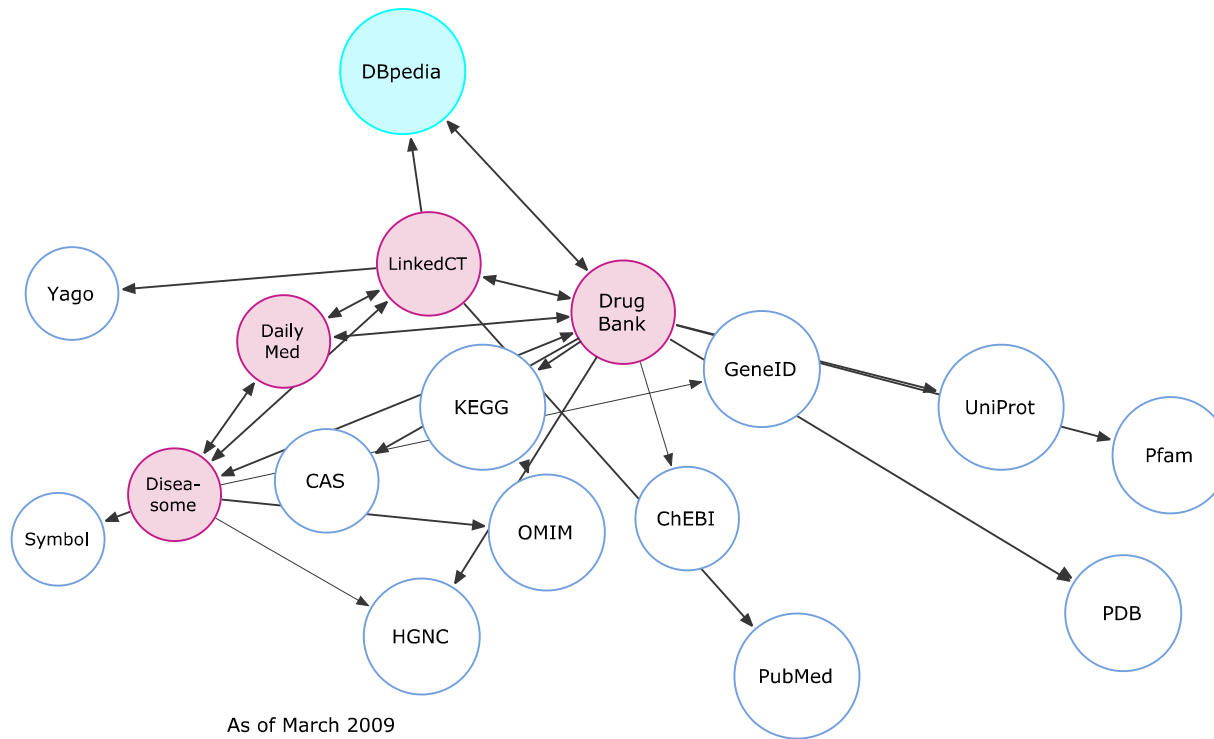 DBpedia
LinkedCT
Yago
Drug
Bank
Daily
Med
GeneID
KEGG
UniProt
Pfam
CAS
Disea-
some
Symbol
OMIM
ChEBI
PDB
HGNC
PubMed
As of March 2009